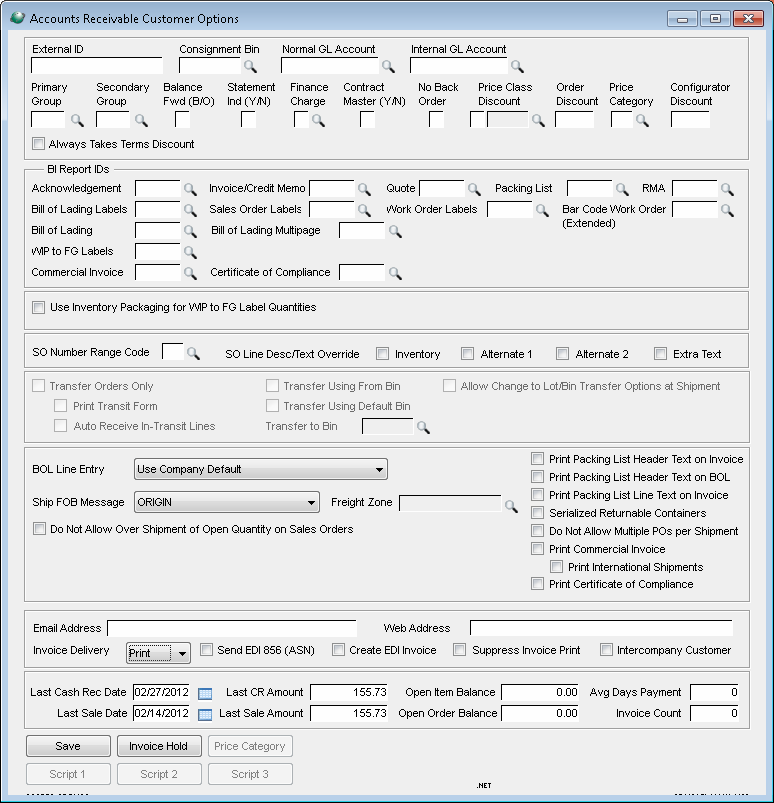 Accounts Receivable Customer Options
External ID Consignment Bin Normal GL Account Internal GL Account
Primary Group Secondary Group Balance Fwd (B/O) Statement Ind (Y/N) Finance Charge Contract Master (Y/N) No Back Order Price Class Discount Order Discount Price Category Configurator Discount
Always Takes Terms Discount
BI Report IDs
Acknowledgement Invoice/Credit Memo Quote Packing List RMA
Bill of Lading Labels Sales Order Labels Work Order Labels Bar Code Work Order (Extended)
Bill of Lading Bill of Lading Multipage
WIP to FG Labels
Commercial Invoice Certificate of Compliance
Use Inventory Packaging for WIP to FG Label Quantities
SO Number Range Code SO Line Desc/Text Override Inventory Alternate 1 Alternate 2 Extra Text
Transfer Orders Only Transfer Using From Bin Allow Change to Lot/Bin Transfer Options at Shipment
Print Transit Form Transfer Using Default Bin
Auto Receive In-Transit Lines Transfer to Bin
BOL Line Entry Use Company Default
Ship FOB Message ORIGIN Freight Zone
Do Not Allow Over Shipment of Open Quantity on Sales Orders
Print Packing List Header Text on Invoice
Print Packing List Header Text on BOL
Print Packing List Line Text on Invoice
Serialized Returnable Containers
Do Not Allow Multiple POs per Shipment
Print Commercial Invoice
Print International Shipments
Print Certificate of Compliance
Email Address Web Address
Invoice Delivery Print Send EDI 856 (ASN) Create EDI Invoice Suppress Invoice Print Intercompany Customer
Last Cash Rec Date 02/27/2012 Last CR Amount 155.73 Open Item Balance 0.00 Avg Days Payment 0
Last Sale Date 02/14/2012 Last Sale Amount 155.73 Open Order Balance 0.00 Invoice Count 0
Save Invoice Hold Price Category
Script 1 Script 2 Script 3
.NET